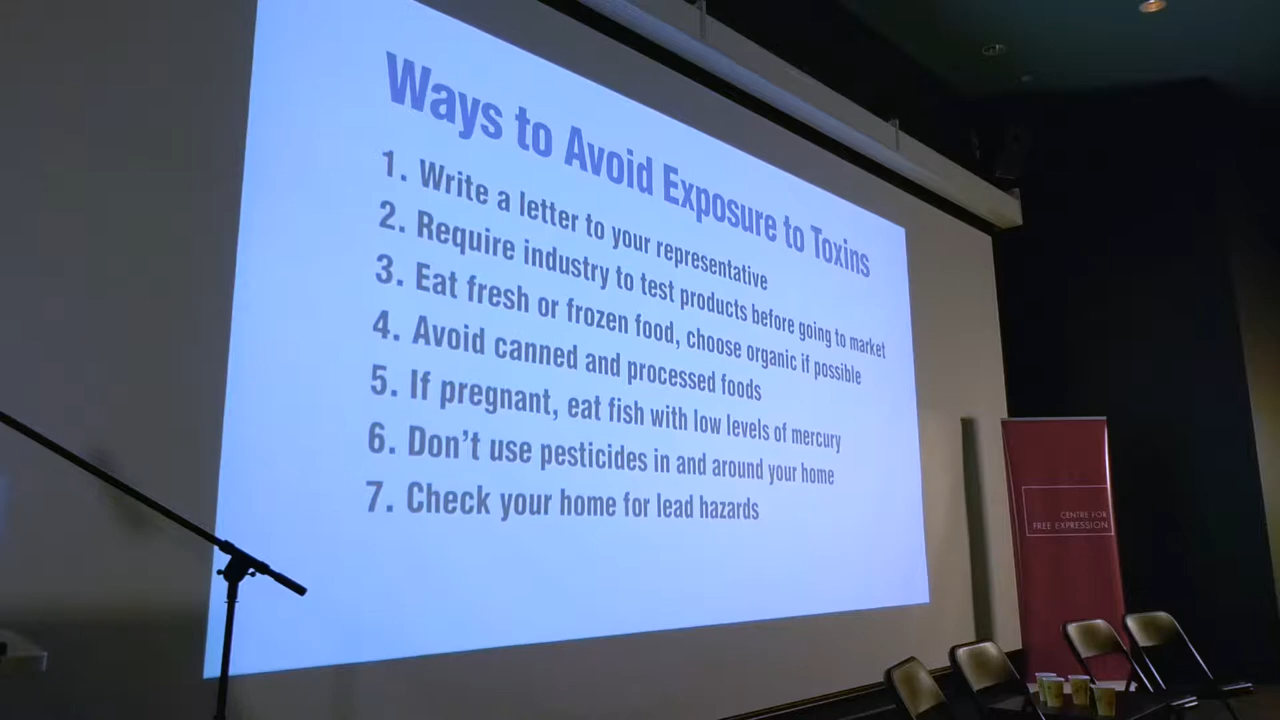 Ways to Avoid Exposure to Toxins
1. Write a letter to your representative
2. Require industry to test products before going to market
3. Eat fresh or frozen food, choose organic if possible
4. Avoid canned and processed foods
5. If pregnant, eat fish with low levels of mercury
6. Don't use pesticides in and around your home
7. Check your home for lead hazards
CENTRE FOR
FREE EXPRESSION